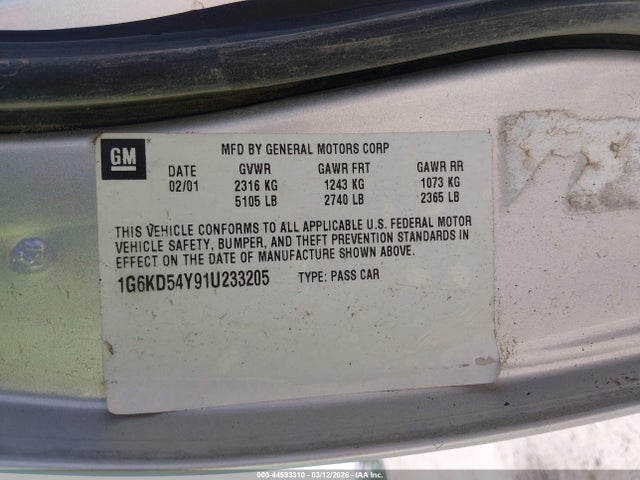 GM
MFD BY GENERAL MOTORS CORP
DATE GVWR GAWR FRT GAWR RR
02/01 2316 KG 1243 KG 1073 KG
5105 LB 2740 LB 2365 LB
THIS VEHICLE CONFORMS TO ALL APPLICABLE U.S. FEDERAL MOTOR
VEHICLE SAFETY, BUMPER, AND THEFT PREVENTION STANDARDS IN
EFFECT ON THE DATE OF MANUFACTURE SHOWN ABOVE.
1G6KD54Y91U233205 TYPE: PASS CAR
000-44593310 - 03/12/2026 - IAA Inc.